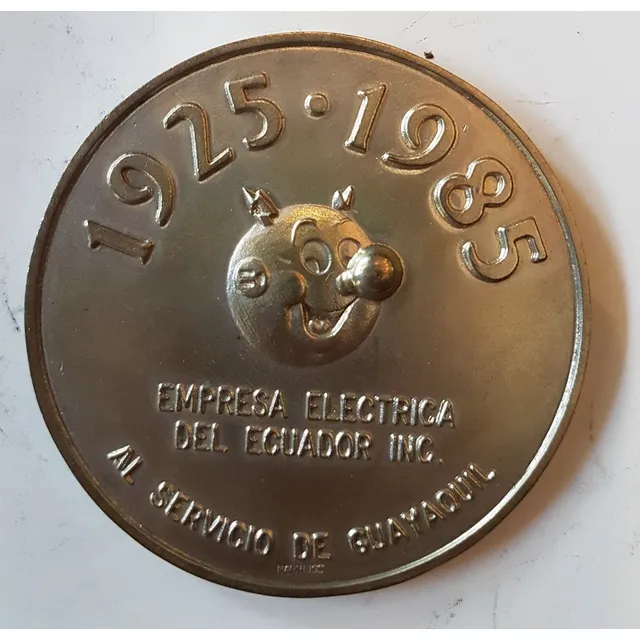 1925 · 1985
EMPRESA ELECTRICA
DEL ECUADOR INC.
AL SERVICIO DE GUAYAQUIL